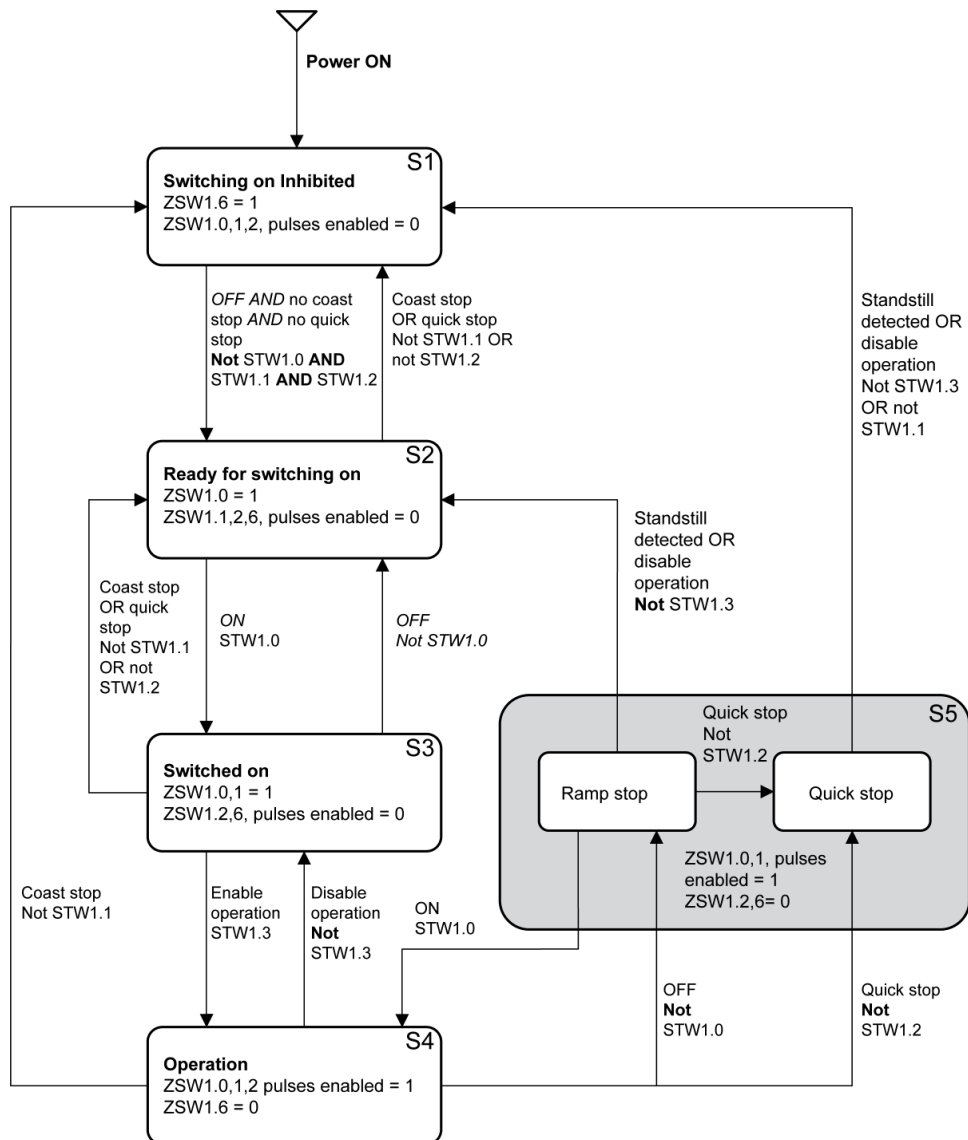 Power ON
S1
Switching on Inhibited
ZSW1.6 = 1
ZSW1.0,1,2, pulses enabled = 0
OFF AND no coast
stop AND no quick
stop
Not STW1.0 AND
STW1.1 AND STW1.2
Coast stop
OR quick stop
Not STW1.1 OR
not STW1.2
Standstill
detected OR
disable
operation
Not STW1.3
OR not
STW1.1
S2
Ready for switching on
ZSW1.0 = 1
ZSW1.1,2,6, pulses enabled = 0
Coast stop
OR quick
stop
Not STW1.1
OR not
STW1.2
ON
STW1.0
OFF
Not STW1.0
Standstill
detected OR
disable
operation
Not STW1.3
S3
Switched on
ZSW1.0,1 = 1
ZSW1.2,6, pulses enabled = 0
S5
Quick stop
Not
STW1.2
Ramp stop
Quick stop
ZSW1.0,1, pulses
enabled = 1
ZSW1.2,6= 0
Coast stop
Not STW1.1
Enable
operation
STW1.3
Disable
operation
Not
STW1.3
ON
STW1.0
OFF
Not
STW1.0
Quick stop
Not
STW1.2
S4
Operation
ZSW1.0,1,2 pulses enabled = 1
ZSW1.6 = 0